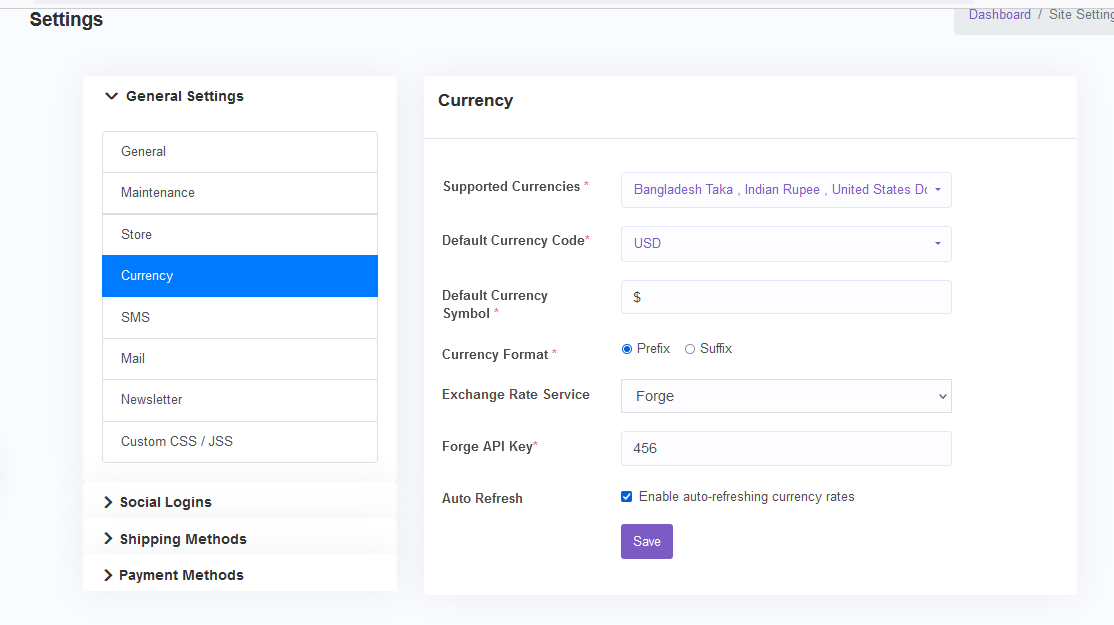 Settings
Dashboard / Site Setting
General Settings
General
Maintenance
Store
Currency
SMS
Mail
Newsletter
Custom CSS / JSS
Social Logins
Shipping Methods
Payment Methods
Currency
Supported Currencies *
Bangladesh Taka , Indian Rupee , United States Do
Default Currency Code*
USD
Default Currency
Symbol *
$
Currency Format *
Prefix Suffix
Exchange Rate Service
Forge
Forge API Key*
456
Auto Refresh
Enable auto-refreshing currency rates
Save